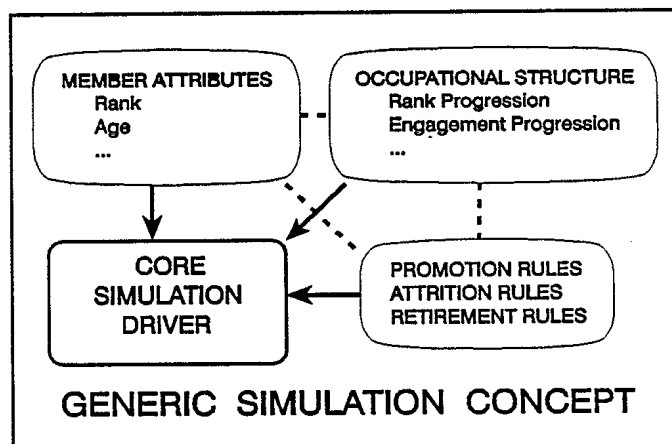 MEMBER ATTRIBUTES
Rank
Age
...
OCCUPATIONAL STRUCTURE
Rank Progression
Engagement Progression
...
CORE
SIMULATION
DRIVER
PROMOTION RULES
ATTRITION RULES
RETIREMENT RULES
GENERIC SIMULATION CONCEPT